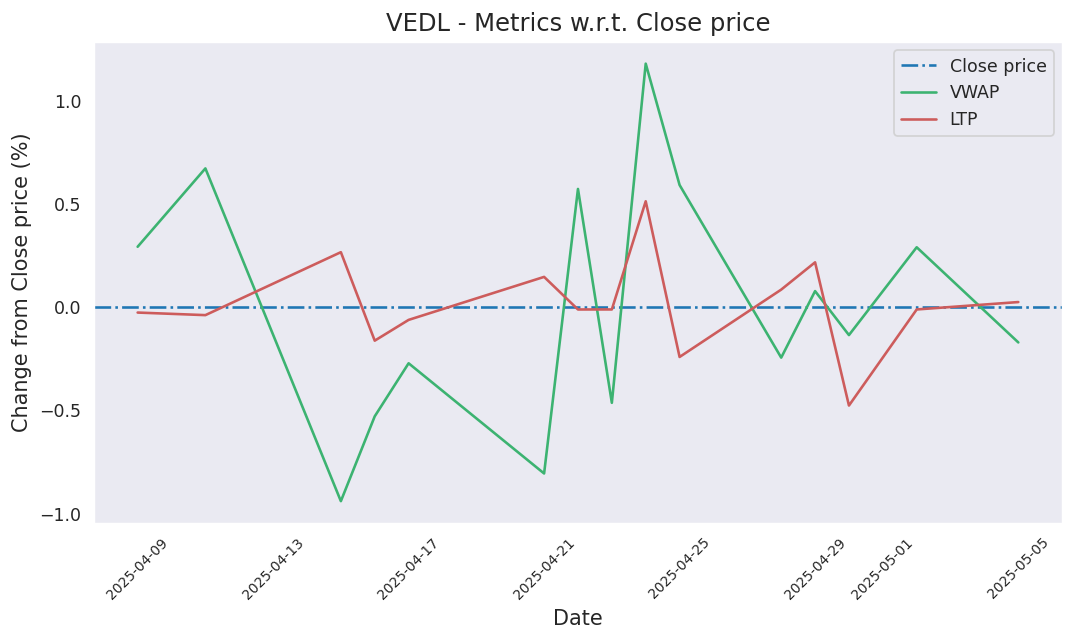 VEDL - Metrics w.r.t. Close price
Close price
VWAP
LTP
Change from Close price (%)
1.0
0.5
0.0
−0.5
−1.0
2025-04-09
2025-04-13
2025-04-17
2025-04-21
2025-04-25
2025-04-29
2025-05-01
2025-05-05
Date